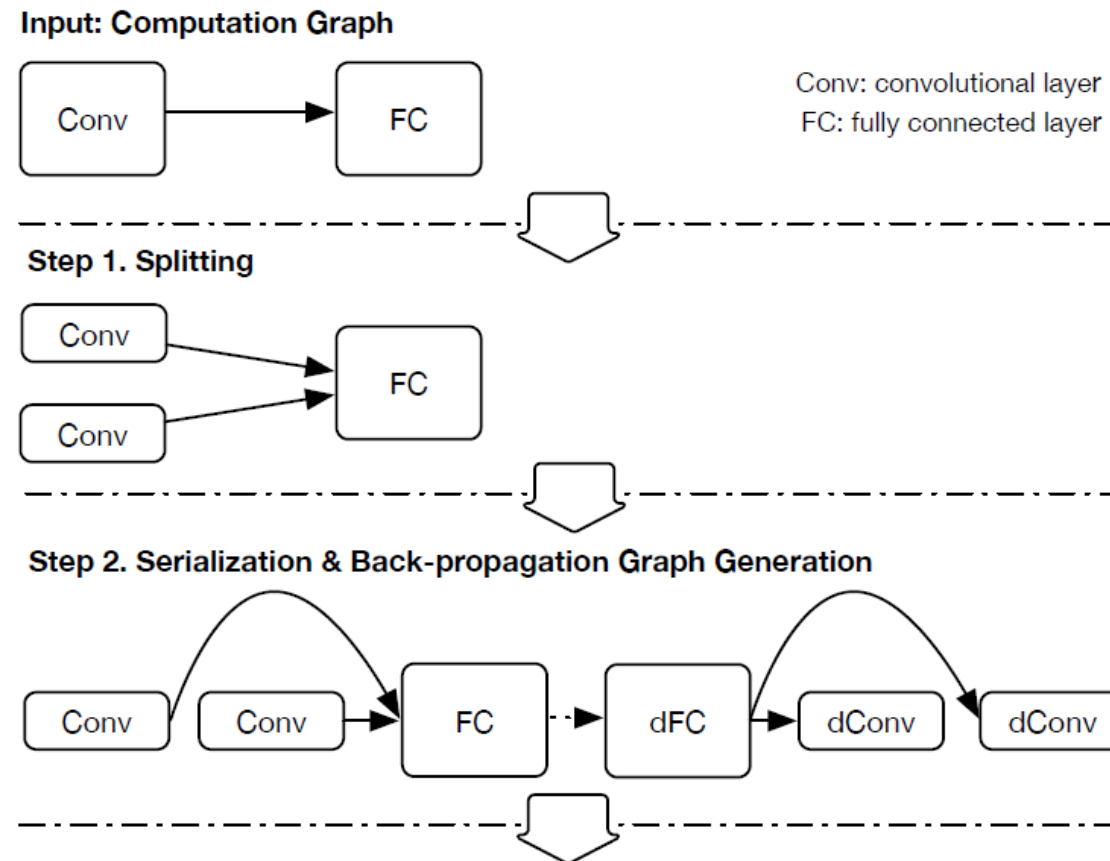 Input: Computation Graph
Conv
FC
Conv: convolutional layer
FC: fully connected layer
Step 1. Splitting
Conv
FC
Conv
Step 2. Serialization & Back-propagation Graph Generation
Conv
Conv
FC
dFC
dConv
dConv